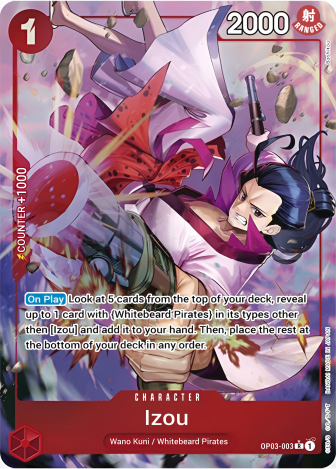 1
2000
射
RANGED
COUNTER +1000
On Play Look at 5 cards from the top of your deck, reveal
up to 1 card with {Whitebeard Pirates} in its types other
then [Izou] and add it to your hand. Then, place the rest at
the bottom of your deck in any order.
CHARACTER
Izou
Wano Kuni / Whitebeard Pirates
OP03-003 R 1